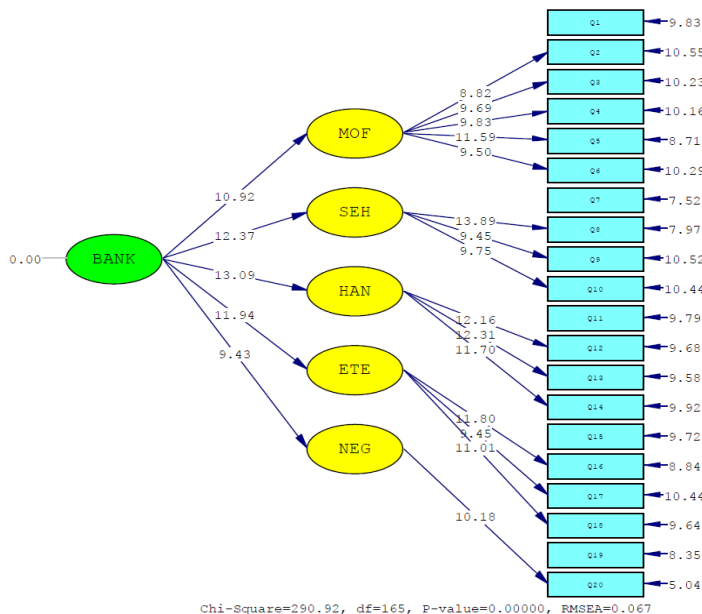 Q1 9.83
Q2 10.55
8.82 Q3 10.23
9.69
9.83 Q4 10.16
MOF 11.59 Q5 8.71
9.50 Q6 10.29
10.92 Q7 7.52
SEH 13.89 Q8 7.97
12.37 9.45 Q9 10.52
9.75
0.00 BANK 13.09 Q10 10.44
HAN Q11 9.79
12.16
11.94 12.31 Q12 9.68
11.70
9.43 ETE Q13 9.58
Q14 9.92
11.80 Q15 9.72
9.45
NEG 11.01 Q16 8.84
Q17 10.44
10.18 Q18 9.64
Q19 8.35
Q20 5.04
Chi-Square=290.92, df=165, P-value=0.00000, RMSEA=0.067